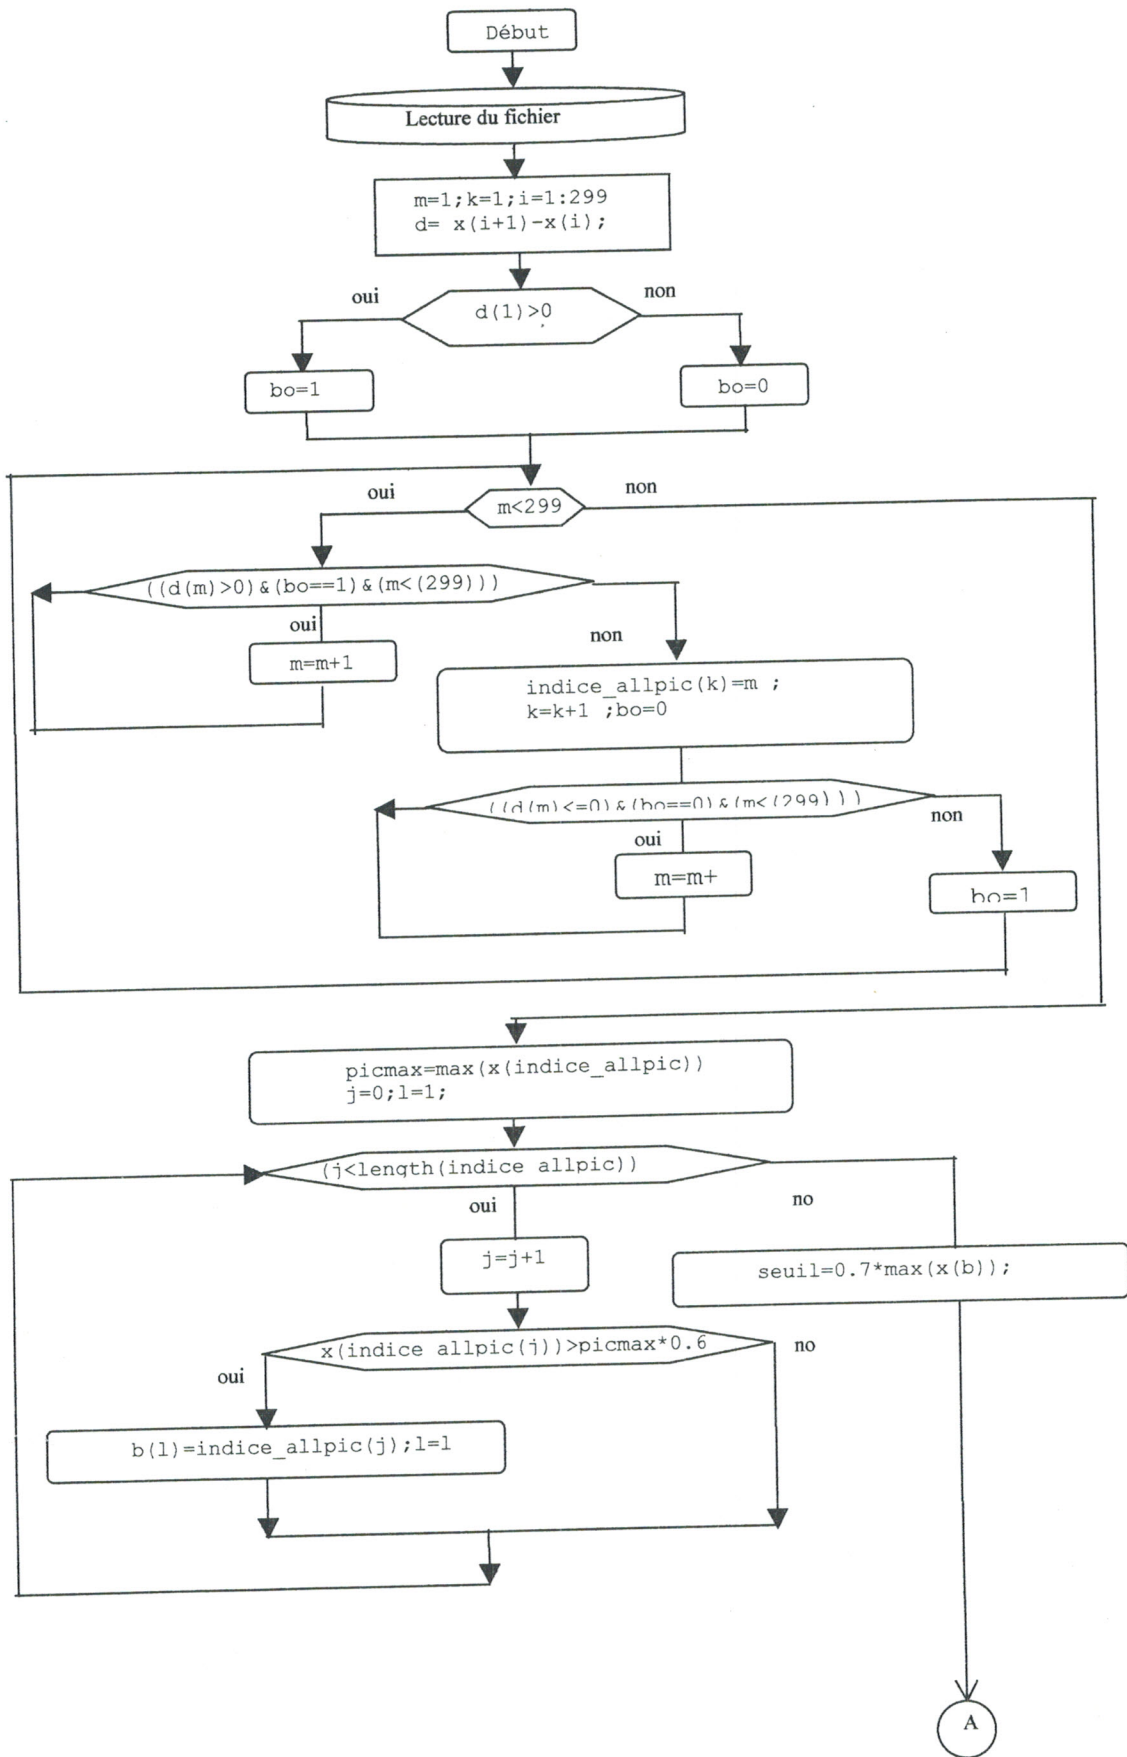 Début
Lecture du fichier
m=1;k=1;i=1:299
d= x(i+1)-x(i);
oui
non
d(1)>0
bo=1
bo=0
oui
non
m<299
((d(m)>0)&(bo==1)&(m<(299)))
oui
non
m=m+1
indice_allpic(k)=m ;
k=k+1 ;bo=0
((d(m)<=0)&(bo==0)&(m<(299)))
non
oui
m=m+
bo=1
picmax=max(x(indice_allpic))
j=0;l=1;
(j<length(indice allpic))
oui
no
j=j+1
seuil=0.7*max(x(b));
x(indice allpic(j))>picmax*0.6
no
oui
b(l)=indice_allpic(j);l=l
A